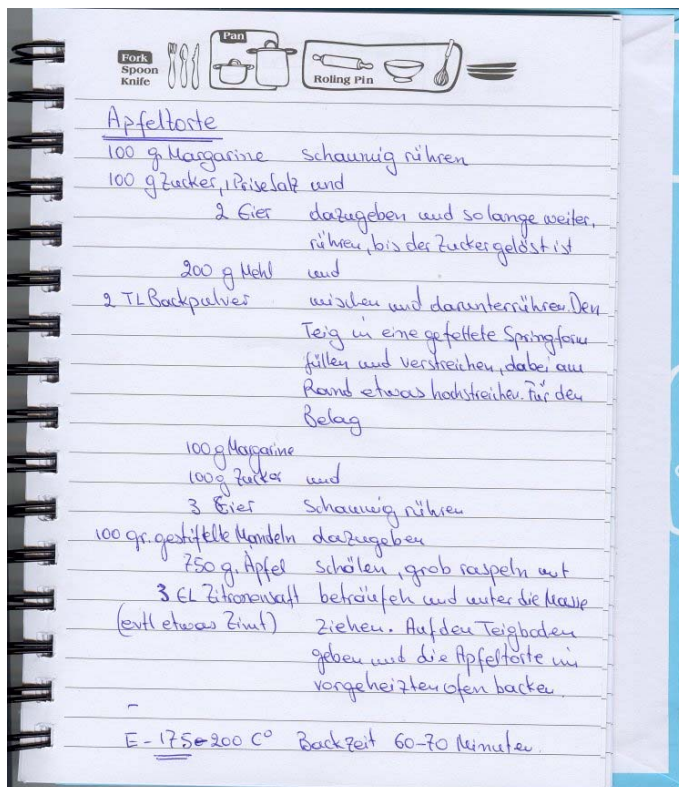 Pan
Fork
Spoon
Knife
Roling Pin
Apfeltorte
100 g Margarine schaumig rühren
100 g Zucker, 1 Prise Salz und
2 Eier dazugeben und solange weiter,
rühren, bis der Zucker gelöst ist
200 g Mehl und
2 TL Backpulver mischen und darunterrühren. Den
Teig in eine gefettete Springform
füllen und verstreichen, dabei am
Rand etwas hochstreichen. Für den
Belag
100 g Margarine
100 g Zucker und
3 Eier Schaumig rühren
100 gr. gestiftelte Mandeln dazugeben
750 g. Äpfel schälen, grob raspeln mit
3 EL Zitronensaft beträufeln und unter die Masse
(evtl etwas Zimt) ziehen. Auf den Teigboden
geben und die Apfeltorte im
vorgeheizten Ofen backen.
E - 175-200 C° Backzeit 60-70 Minuten.